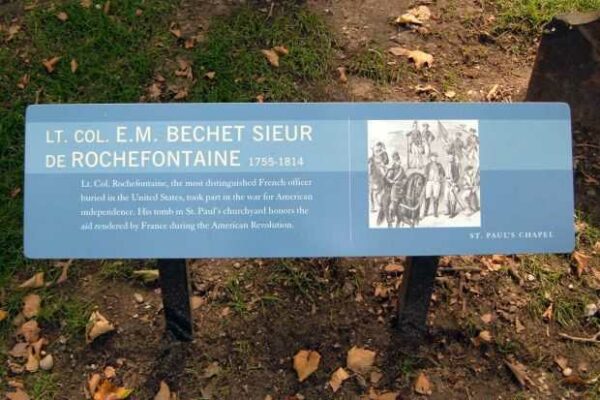 LT. COL. E.M. BECHET SIEUR
DE ROCHEFONTAINE 1755-1814
Lt. Col. Rochefontaine, the most distinguished French officer
buried in the United States, took part in the war for American
independence. His tomb in St. Paul's churchyard honors the
aid rendered by France during the American Revolution.
ST. PAUL'S CHAPEL